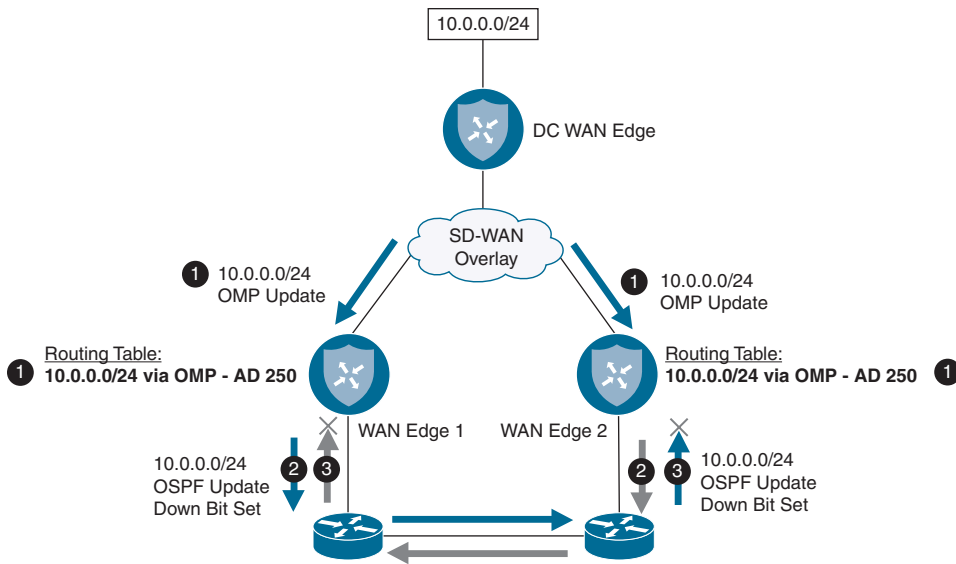 10.0.0.0/24
DC WAN Edge
SD-WAN
Overlay
1 10.0.0.0/24
OMP Update
1 10.0.0.0/24
OMP Update
1 Routing Table:
10.0.0.0/24 via OMP - AD 250
Routing Table: 1
10.0.0.0/24 via OMP - AD 250
WAN Edge 1
WAN Edge 2
10.0.0.0/24
OSPF Update
Down Bit Set
2 3
2 3
10.0.0.0/24
OSPF Update
Down Bit Set